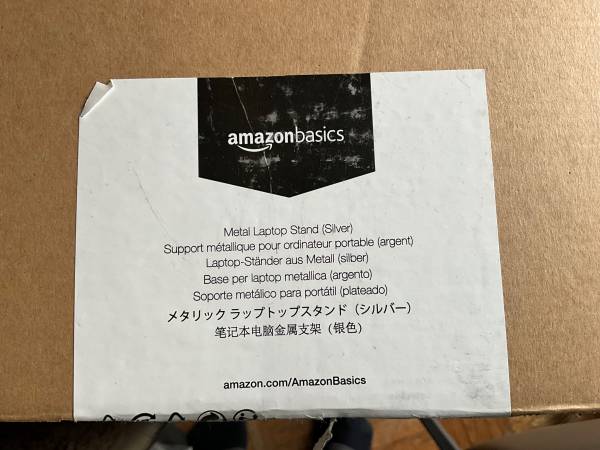 amazonbasics
Metal Laptop Stand (Silver)
Support métallique pour ordinateur portable (argent)
Laptop-Ständer aus Metall (silber)
Base per laptop metallica (argento)
Soporte metálico para portátil (plateado)
メタリック ラップトップスタンド（シルバー）
笔记本电脑金属支架（银色）
amazon.com/AmazonBasics